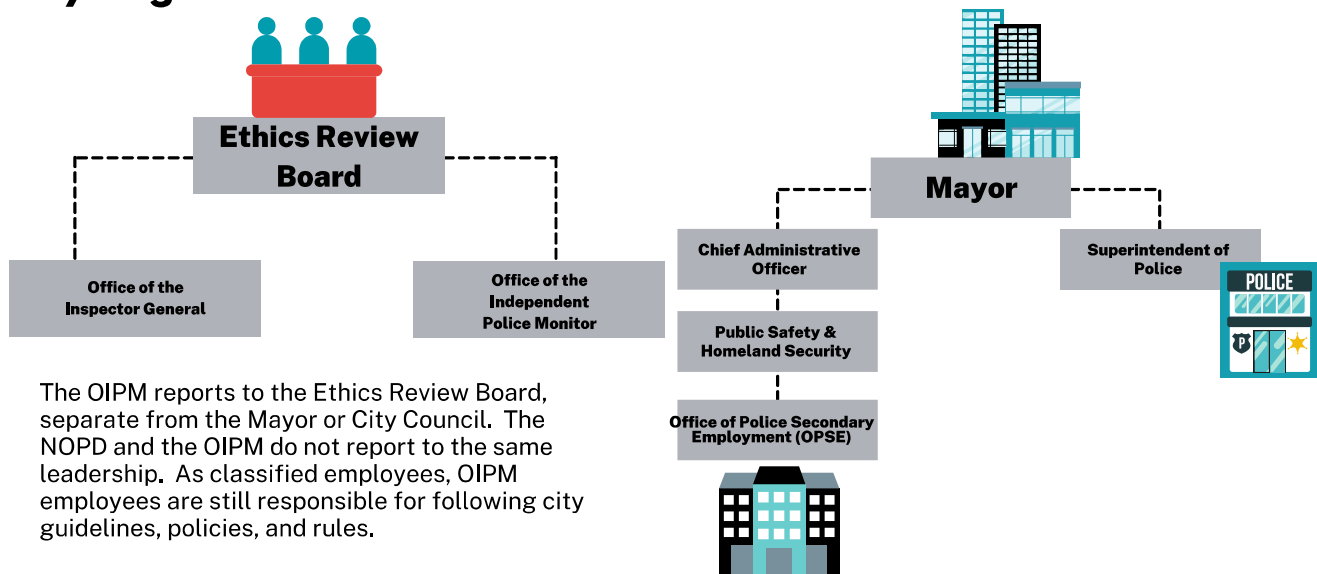 Ethics Review
Board
Office of the
Inspector General
Office of the
Independent
Police Monitor
The OIPM reports to the Ethics Review Board,
separate from the Mayor or City Council. The
NOPD and the OIPM do not report to the same
leadership. As classified employees, OIPM
employees are still responsible for following city
guidelines, policies, and rules.
Mayor
Chief Administrative
Officer
Public Safety &
Homeland Security
Office of Police Secondary
Employment (OPSE)
Superintendent of
Police
POLICE
P